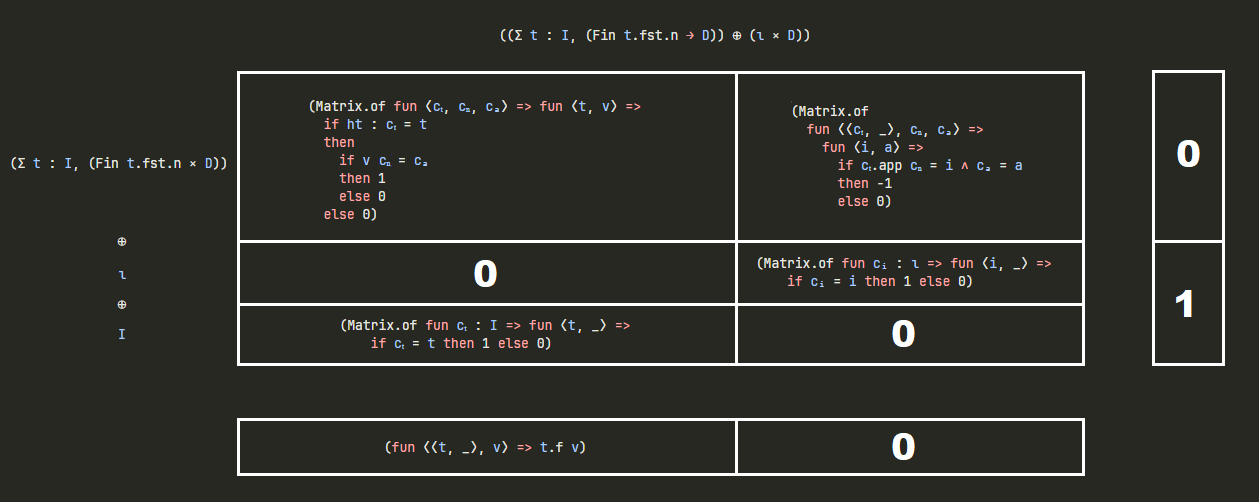 ((Σ t : I, (Fin t.fst.n → D)) ⊕ (ι × D))
(Matrix.of fun ⟨cₜ, cₙ, cₐ⟩ => fun ⟨t, v⟩ =>
if ht : cₜ = t
then
if v cₙ = cₐ
then 1
else 0
else 0)
(Matrix.of
fun ⟨⟨cₜ, _⟩, cₙ, cₐ⟩ =>
fun ⟨i, a⟩ =>
if cₜ.app cₙ = i ∧ cₐ = a
then -1
else 0)
0
(Σ t : I, (Fin t.fst.n × D))
⊕
ι
⊕
I
0
(Matrix.of fun cᵢ : ι => fun ⟨i, _⟩ =>
if cᵢ = i then 1 else 0)
1
(Matrix.of fun cₜ : I => fun ⟨t, _⟩ =>
if cₜ = t then 1 else 0)
0
(fun ⟨⟨t, _⟩, v⟩ => t.f v)
0